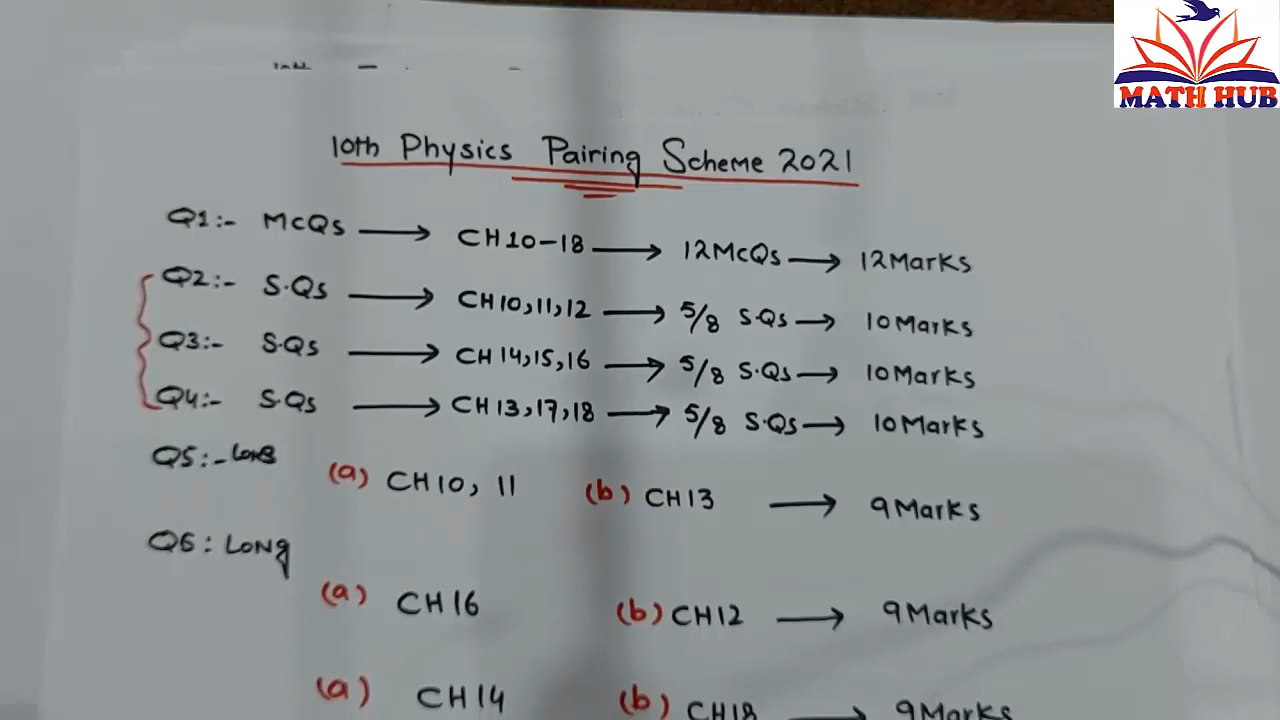 MATH HUB
10th Physics Pairing Scheme 2021
Q1:- McQs → CH10-18 → 12McQs → 12Marks
Q2:- S.Qs → CH10,11,12 → 5/8 S.Qs → 10Marks
Q3:- S.Qs → CH14,15,16 → 5/8 S.Qs → 10Marks
Q4:- S.Qs → CH13,17,18 → 5/8 S.Qs → 10Marks
Q5:- Long (a) CH10, 11 (b) CH13 → 9Marks
Q6: LONG
(a) CH16 (b) CH12 → 9Marks
(a) CH14 (b) CH18 → 9Marks